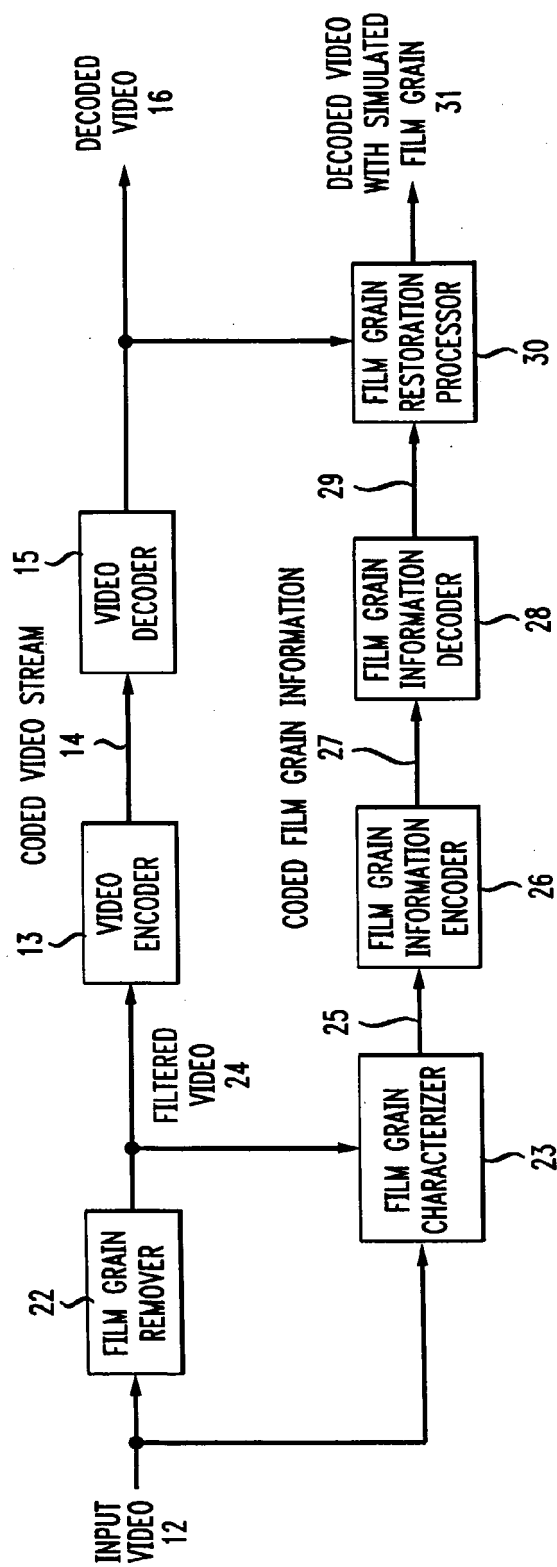 INPUT
VIDEO
12
22
FILM GRAIN
REMOVER
FILTERED
VIDEO
24
13
VIDEO
ENCODER
CODED VIDEO STREAM
14
15
VIDEO
DECODER
DECODED
VIDEO
16
FILM GRAIN
CHARACTERIZER
23
25
FILM GRAIN
INFORMATION
ENCODER
26
CODED FILM GRAIN INFORMATION
27
FILM GRAIN
INFORMATION
DECODER
28
29
FILM GRAIN
RESTORATION
PROCESSOR
30
DECODED VIDEO
WITH SIMULATED
FILM GRAIN
31